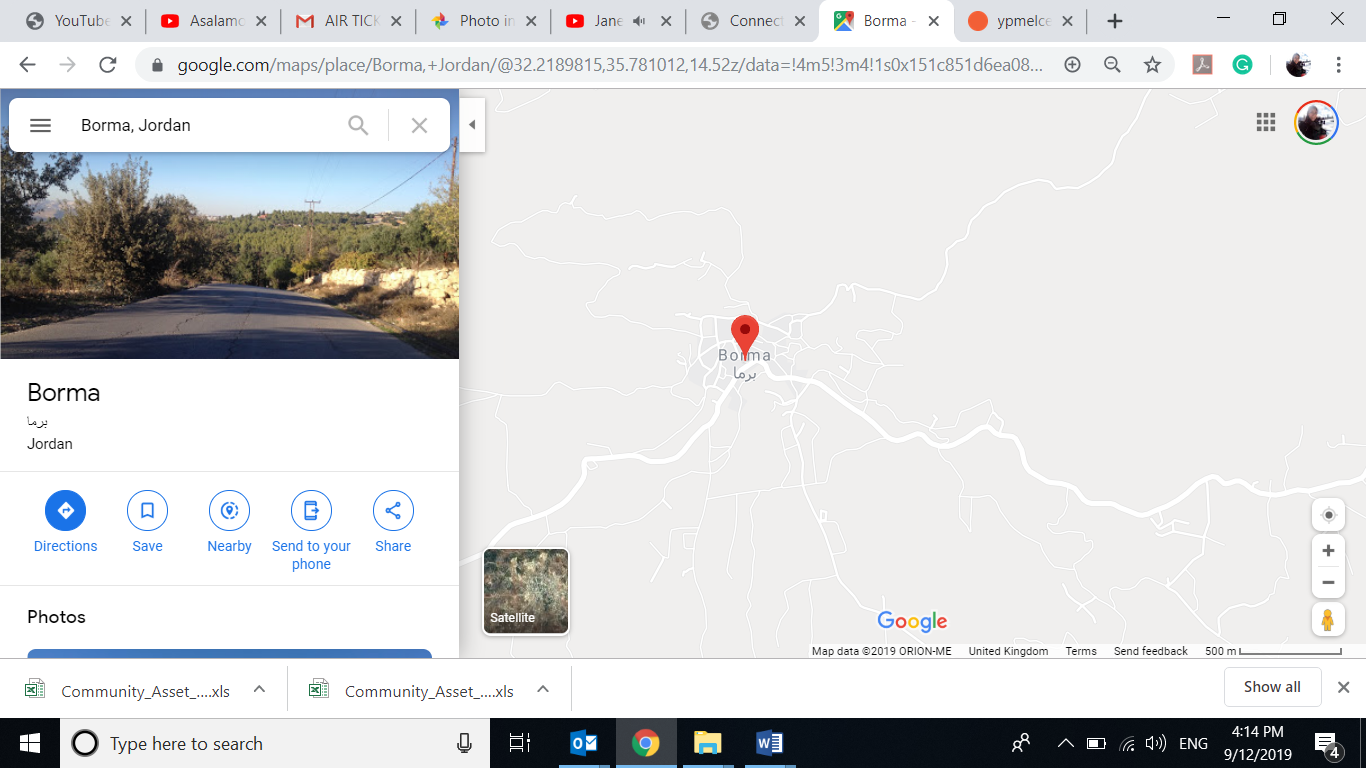 YouTube
Asalamo
AIR TICK
Photo in
Jane
Connect
Borma -
ypmelce
google.com/maps/place/Borma,+Jordan/@32.2189815,35.781012,14.52z/data=!4m5!3m4!1s0x151c851d6ea08...
Borma, Jordan
Borma
برما
Jordan
Directions
Save
Nearby
Send to your
phone
Share
Photos
Borma
برما
Satellite
Google
Map data ©2019 ORION-ME United Kingdom Terms Send feedback 500 m
Community_Asset_....xls
Community_Asset_....xls
Show all
Type here to search
ENG
4:14 PM
9/12/2019
4